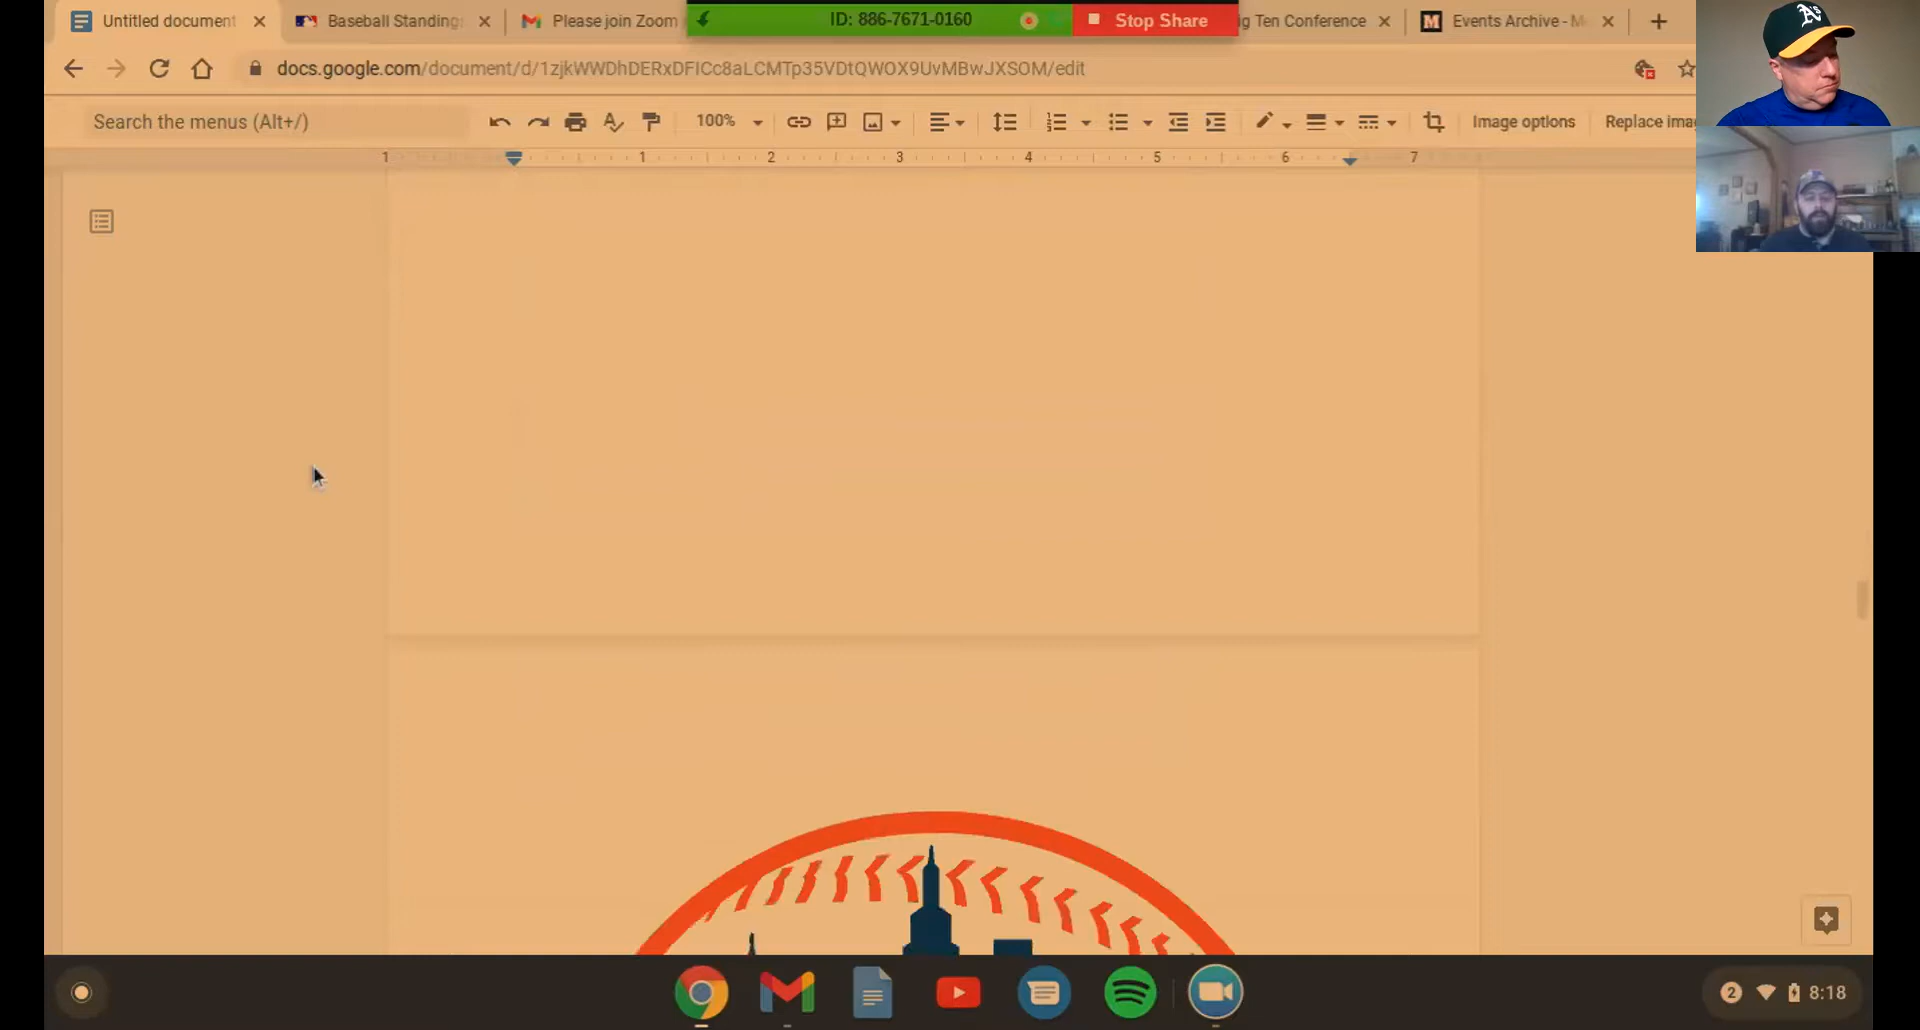 Untitled document
Baseball Standings
Please join Zoom
ID: 886-7671-0160
Stop Share
ig Ten Conference
Events Archive - M
docs.google.com/document/d/1zjkWWDhDERxDFICc8aLCMTp35VDtQWOX9UvMBwJXSOM/edit
Search the menus (Alt+/)
100%
Image options
Replace ima
1 1 2 3 4 5 6 7
A's
2
8:18